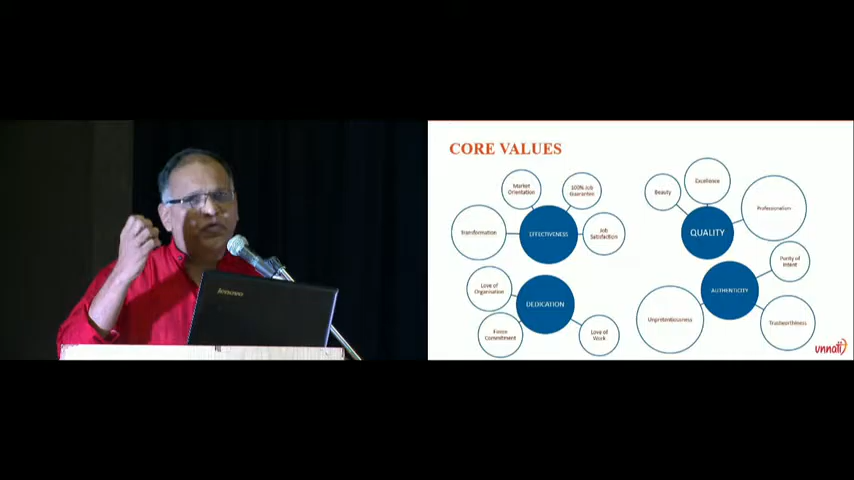 CORE VALUES
Market
Orientation
100% Job
Guarantee
Transformation
EFFECTIVENESS
Job
Satisfaction
Beauty
Excellence
Professionalism
QUALITY
Love of
Organisation
DEDICATION
Force
Commitment
Love of
Work
Purity of
Intent
AUTHENTICITY
Unpretentiousness
Trustworthiness
unnati
lenovo